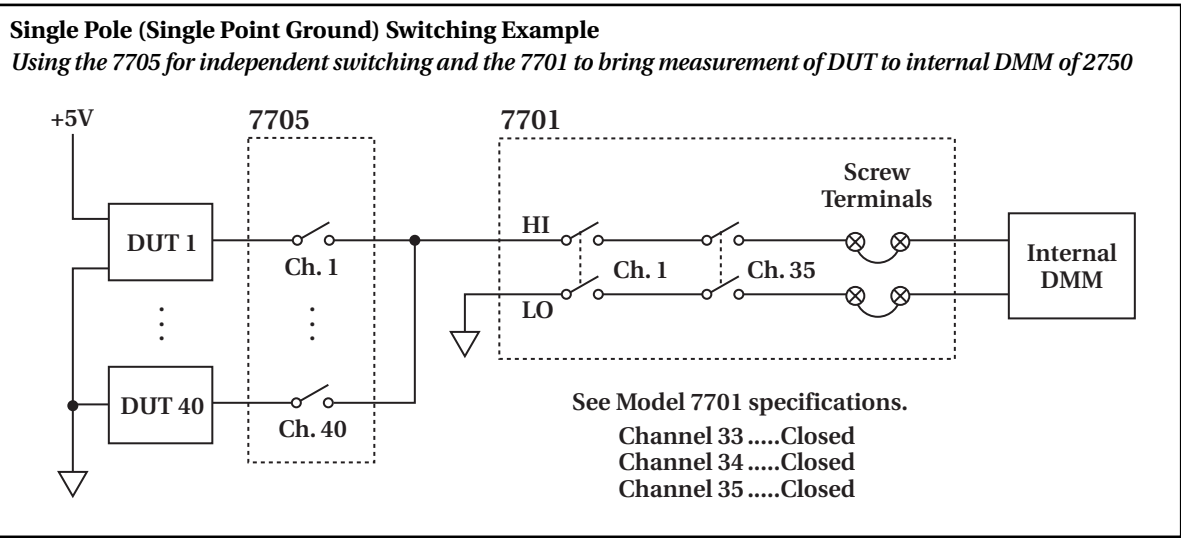 Single Pole (Single Point Ground) Switching Example
Using the 7705 for independent switching and the 7701 to bring measurement of DUT to internal DMM of 2750
+5V
7705
7701
DUT 1
Ch. 1
DUT 40
Ch. 40
HI
LO
Ch. 1
Ch. 35
Screw
Terminals
Internal
DMM
See Model 7701 specifications.
Channel 33 .....Closed
Channel 34 .....Closed
Channel 35 .....Closed